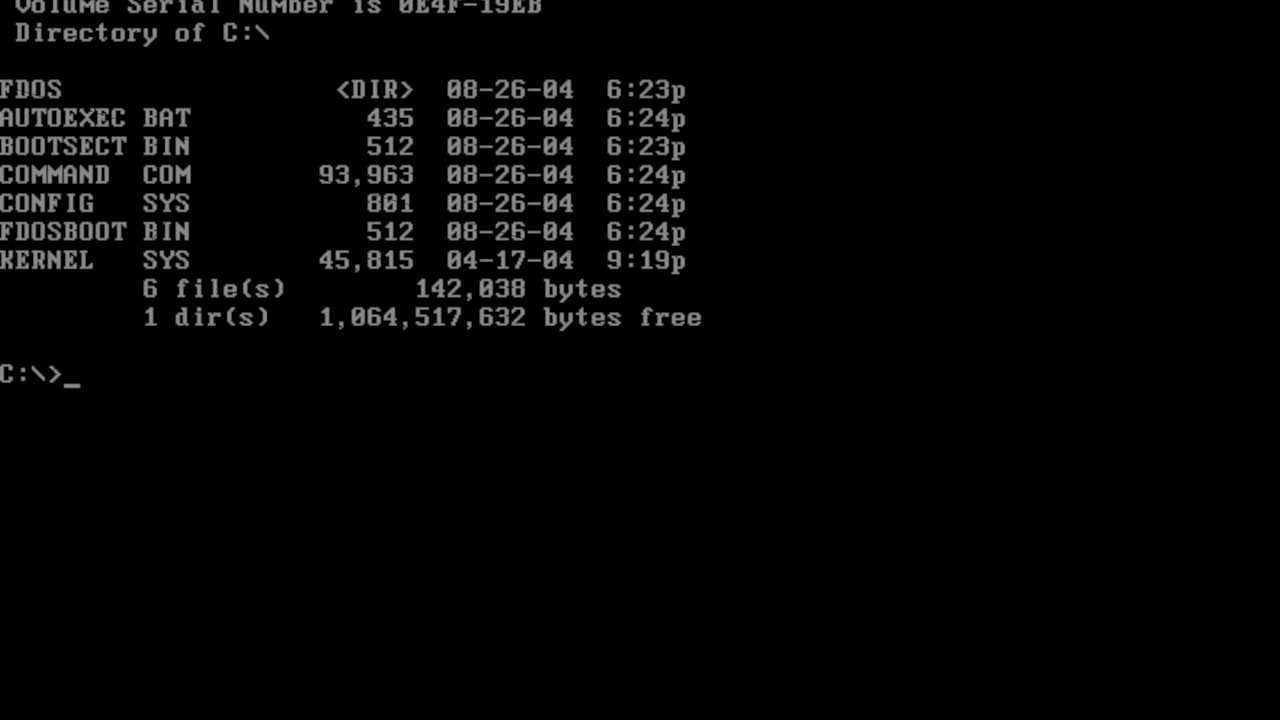 Volume Serial Number is 0E4F-19EB
Directory of C:\
FDOS <DIR> 08-26-04 6:23p
AUTOEXEC BAT 435 08-26-04 6:24p
BOOTSECT BIN 512 08-26-04 6:23p
COMMAND COM 93,963 08-26-04 6:24p
CONFIG SYS 801 08-26-04 6:24p
FDOSBOOT BIN 512 08-26-04 6:24p
KERNEL SYS 45,815 04-17-04 9:19p
6 file(s) 142,038 bytes
1 dir(s) 1,064,517,632 bytes free
C:\>_